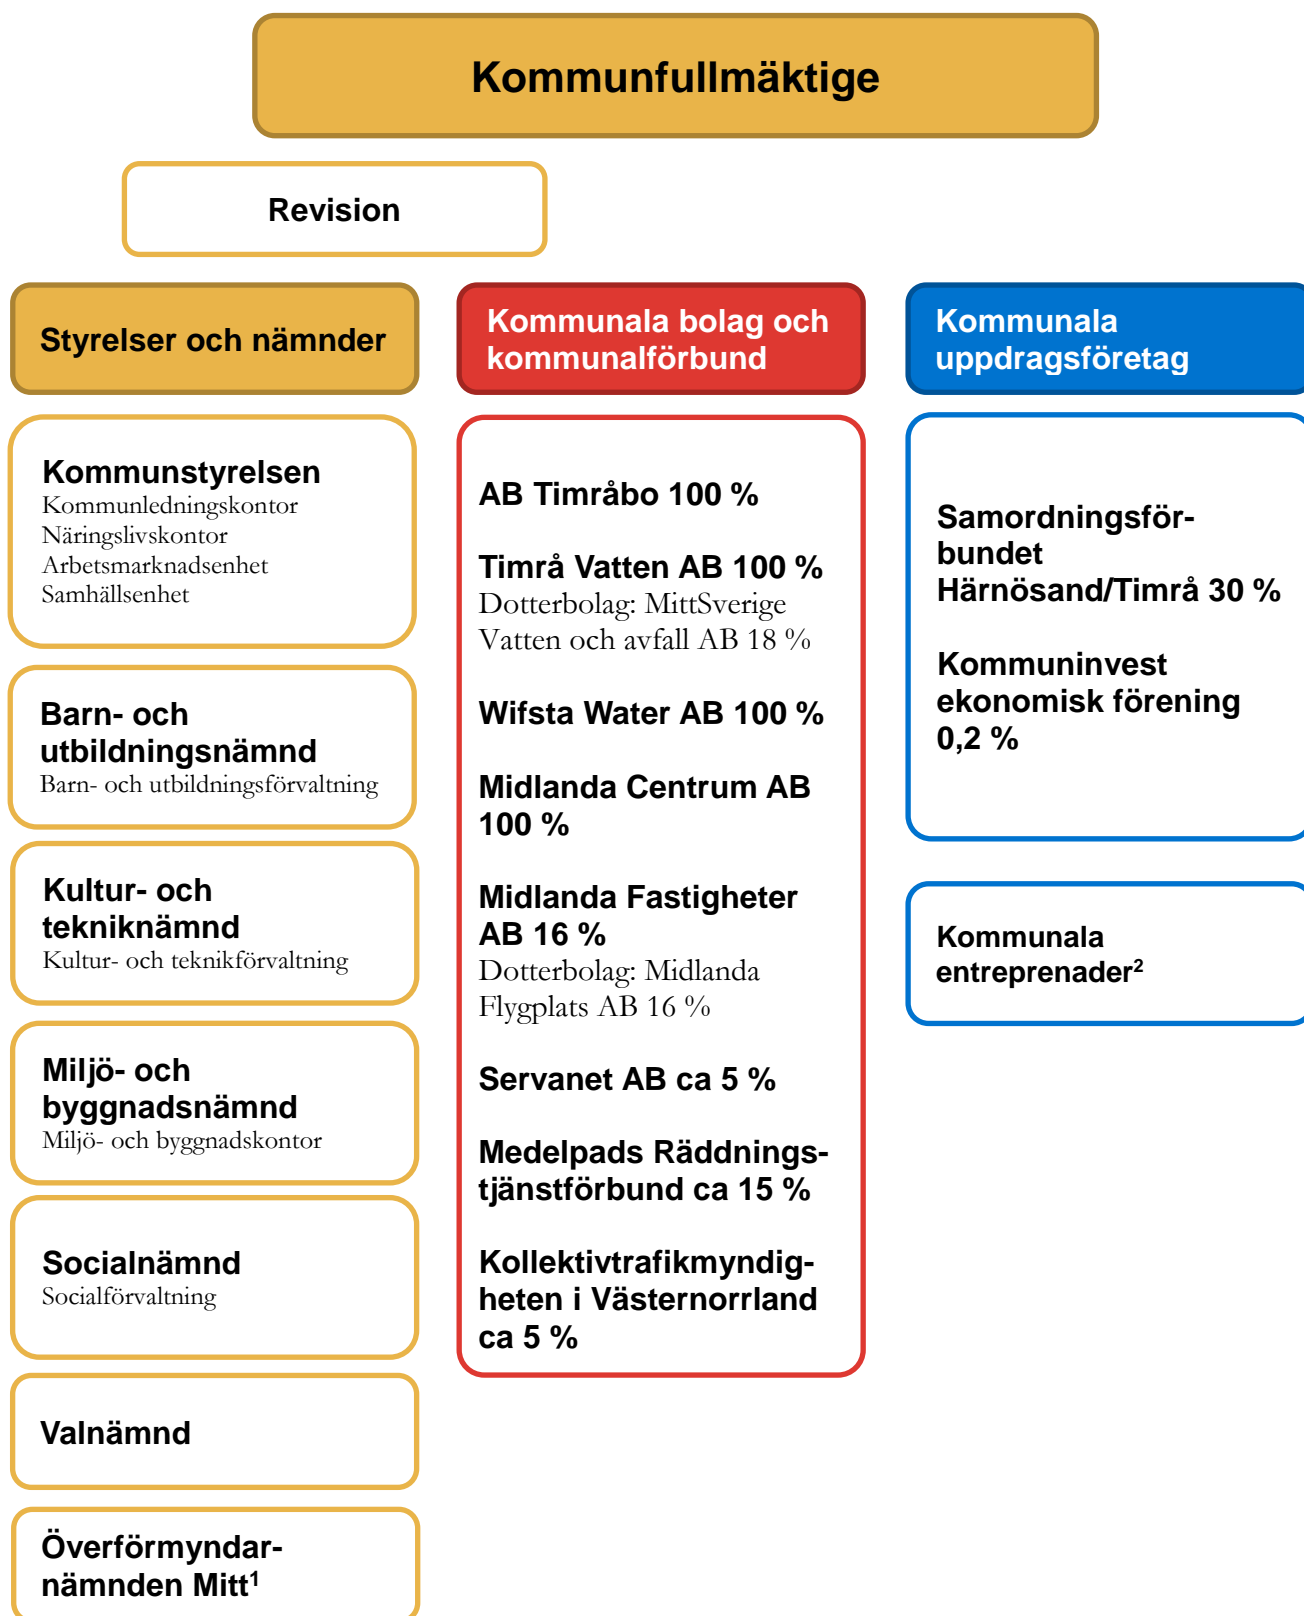 Kommunfullmäktige
Revision
Styrelser och nämnder
Kommunstyrelsen
Kommunledningskontor
Näringslivskontor
Arbetsmarknadsenhet
Samhällsenhet
Barn- och
utbildningsnämnd
Barn- och utbildningsförvaltning
Kultur- och
tekniknämnd
Kultur- och teknikförvaltning
Miljö- och
byggnadsnämnd
Miljö- och byggnadskontor
Socialnämnd
Socialförvaltning
Valnämnd
Överförmyndar-
nämnden Mitt¹
Kommunala bolag och
kommunalförbund
AB Timråbo 100 %
Timrå Vatten AB 100 %
Dotterbolag: MittSverige
Vatten och avfall AB 18 %
Wifsta Water AB 100 %
Midlanda Centrum AB
100 %
Midlanda Fastigheter
AB 16 %
Dotterbolag: Midlanda
Flygplats AB 16 %
Servanet AB ca 5 %
Medelpads Räddnings-
tjänstförbund ca 15 %
Kollektivtrafikmyndig-
heten i Västernorrland
ca 5 %
Kommunala
uppdragsföretag
Samordningsför-
bundet
Härnösand/Timrå 30 %
Kommuninvest
ekonomisk förening
0,2 %
Kommunala
entreprenader²